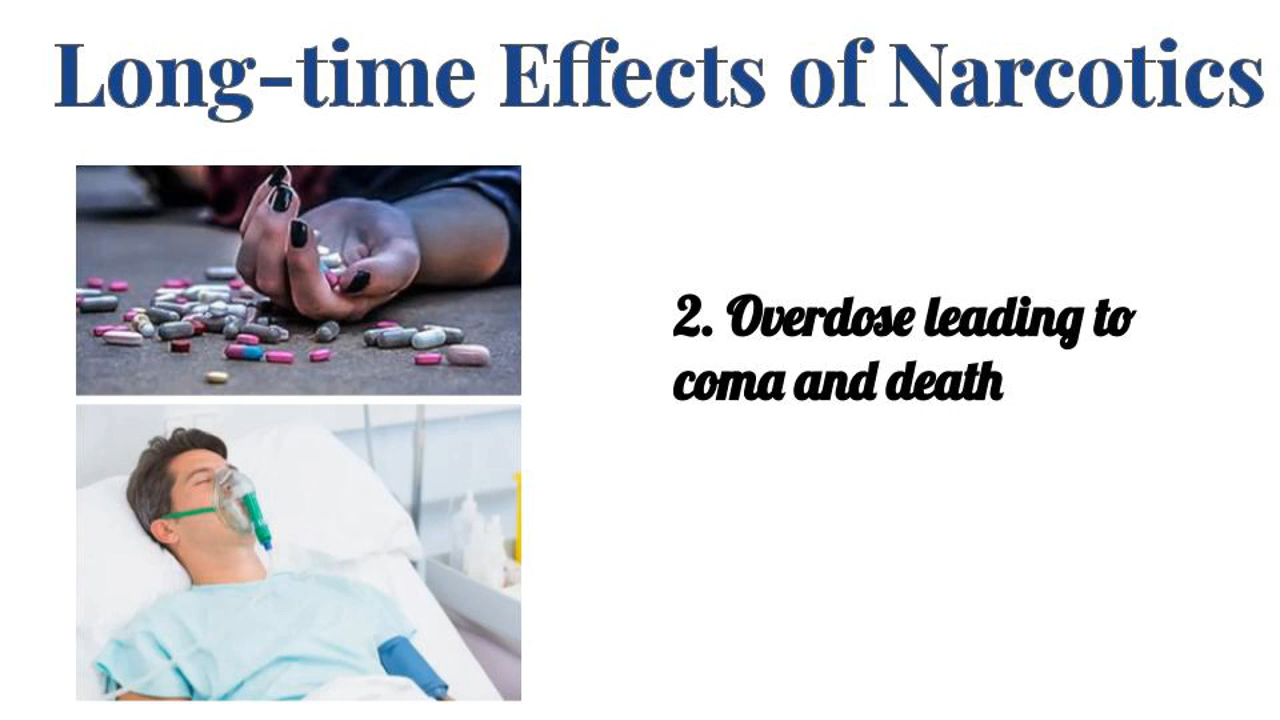 Long-time Effects of Narcotics
2. Overdose leading to
coma and death